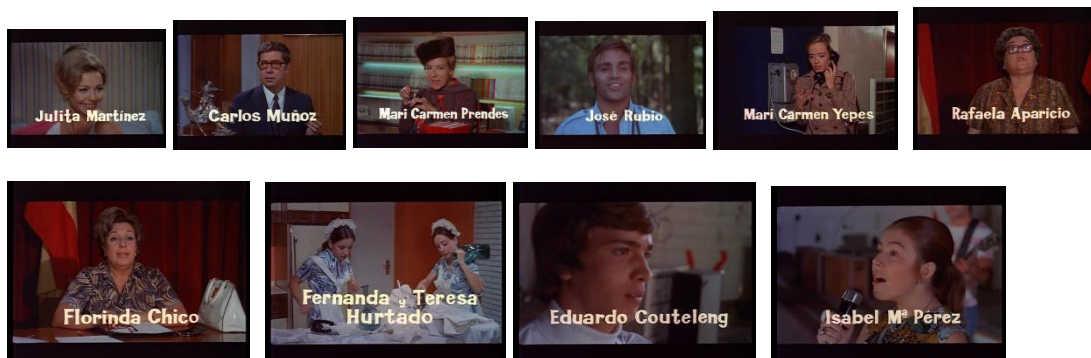 Julita Martínez
Carlos Muñoz
Mari Carmen Prendes
José Rubio
Mari Carmen Yepes
Rafaela Aparicio
Florinda Chico
Fernanda y Teresa
Hurtado
Eduardo Couteleng
Isabel Mª Pérez